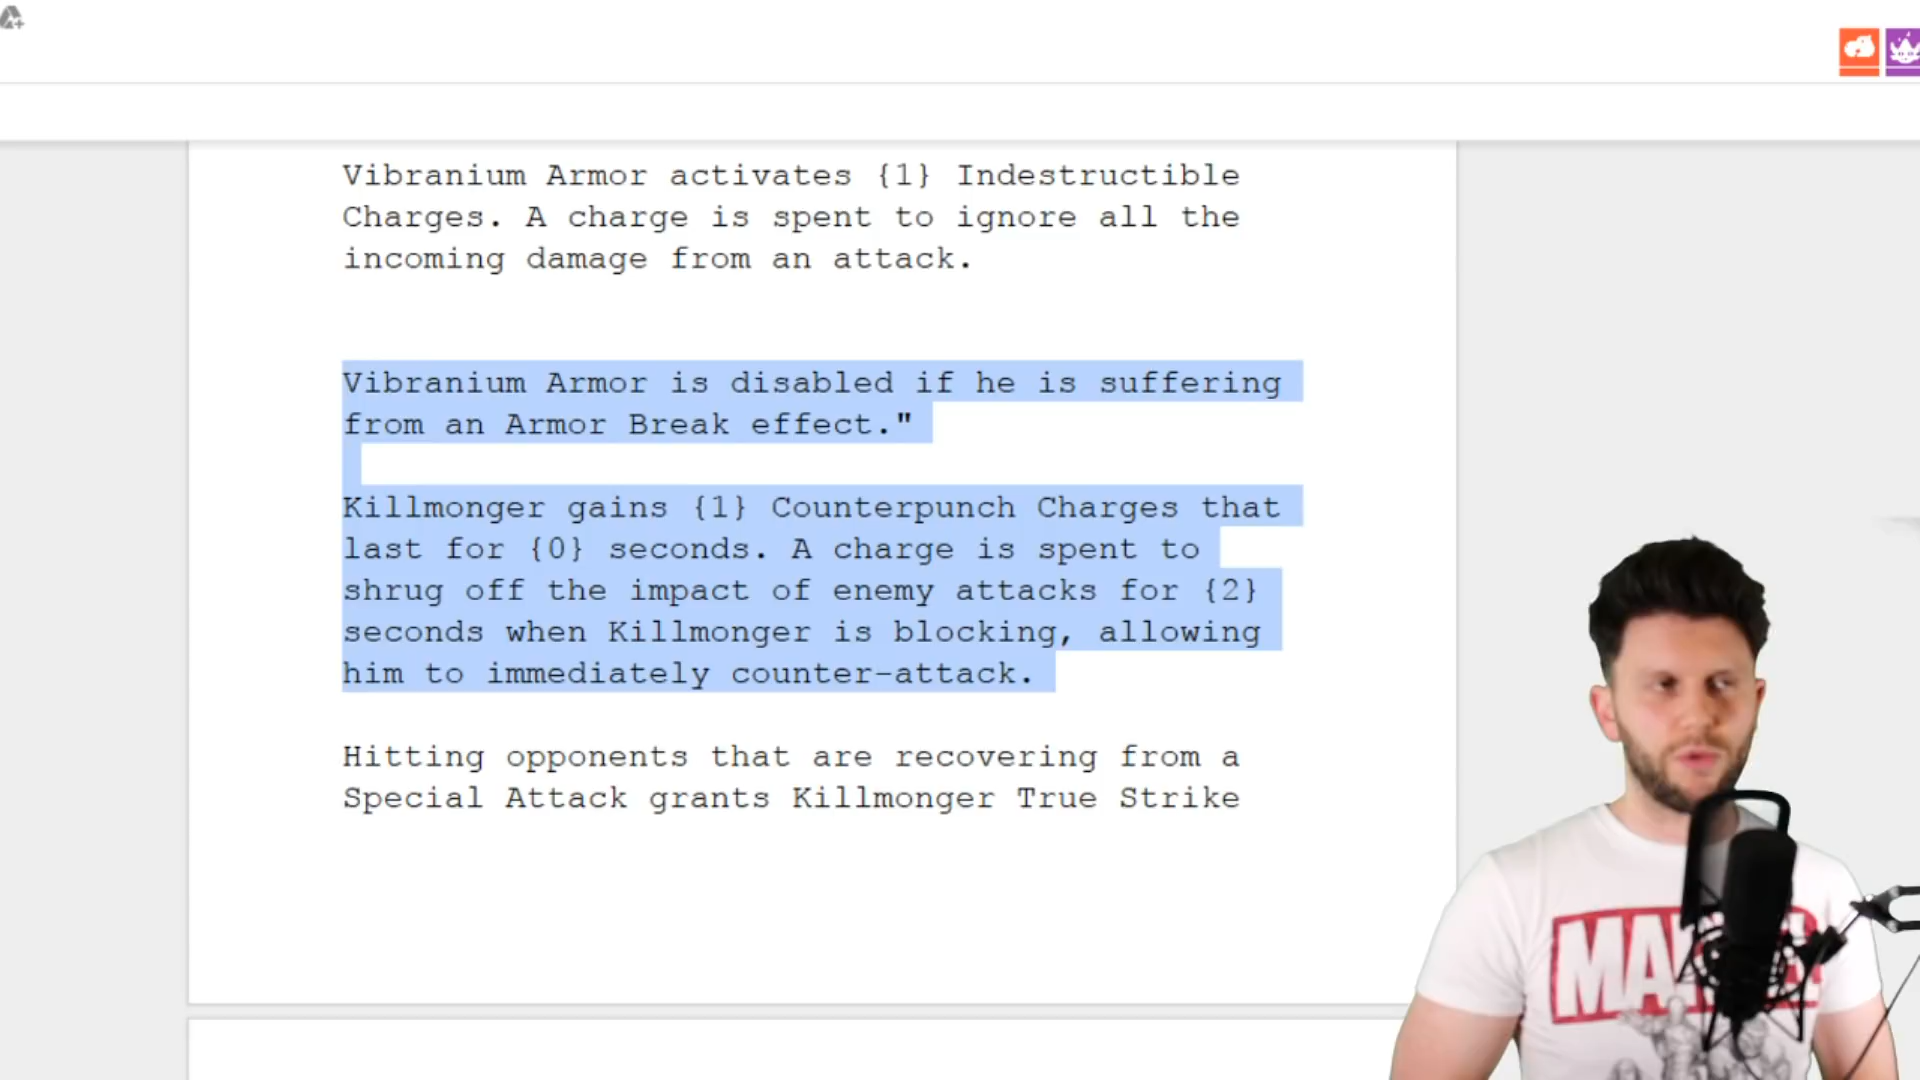 Vibranium Armor activates {1} Indestructible
Charges. A charge is spent to ignore all the
incoming damage from an attack.
Vibranium Armor is disabled if he is suffering
from an Armor Break effect."
Killmonger gains {1} Counterpunch Charges that
last for {0} seconds. A charge is spent to
shrug off the impact of enemy attacks for {2}
seconds when Killmonger is blocking, allowing
him to immediately counter-attack.
Hitting opponents that are recovering from a
Special Attack grants Killmonger True Strike